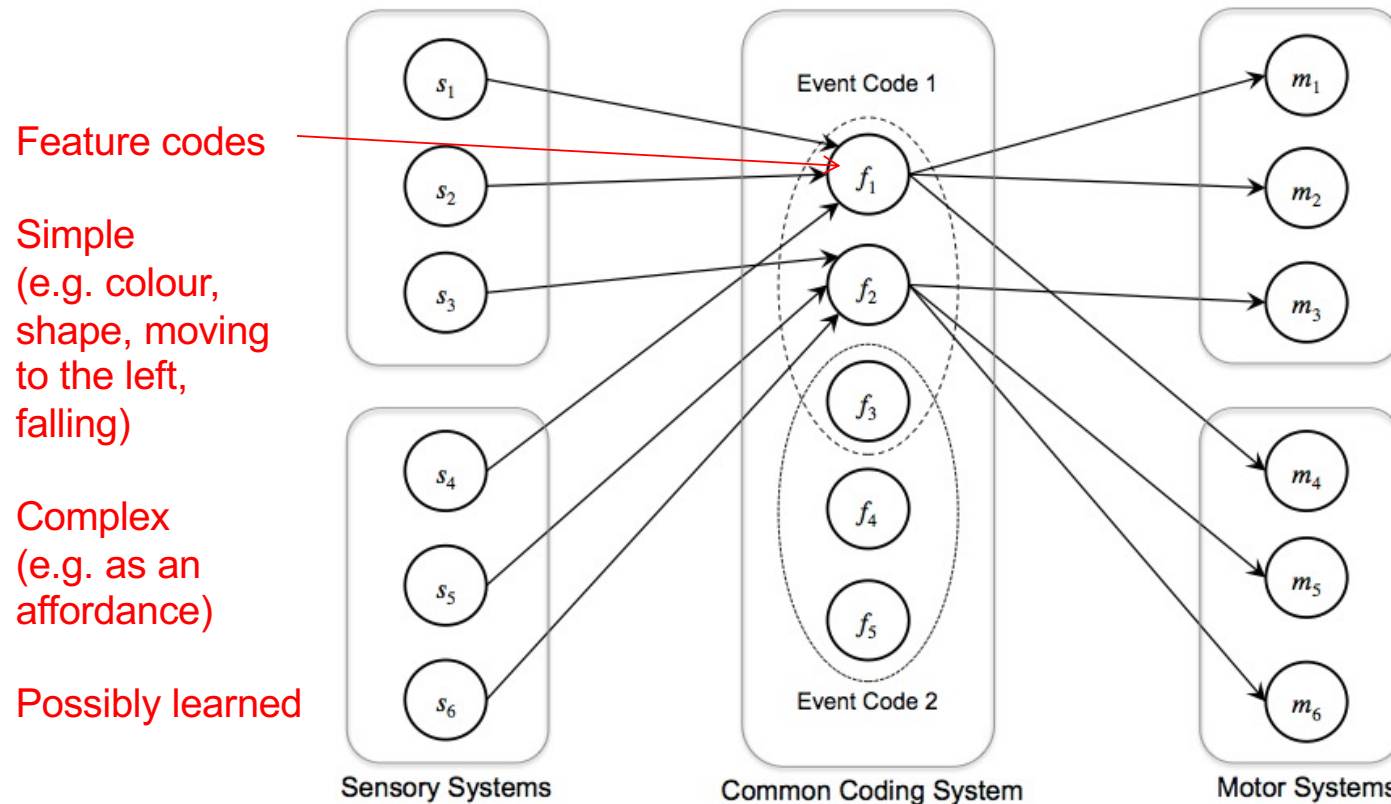 Feature codes
Simple
(e.g. colour,
shape, moving
to the left,
falling)
Complex
(e.g. as an
affordance)
Possibly learned
s₁
s₂
s₃
s₄
s₅
s₆
Sensory Systems
Event Code 1
f₁
f₂
f₃
f₄
f₅
Event Code 2
Common Coding System
m₁
m₂
m₃
m₄
m₅
m₆
Motor Systems